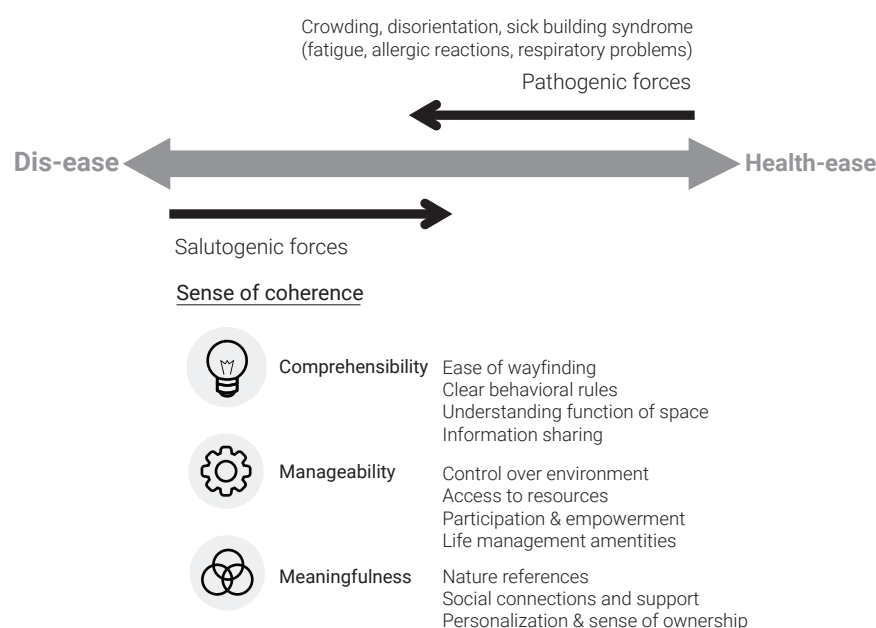 Crowding, disorientation, sick building syndrome
(fatigue, allergic reactions, respiratory problems)
Pathogenic forces
Dis-ease
Health-ease
Salutogenic forces
Sense of coherence
Comprehensibility
Ease of wayfinding
Clear behavioral rules
Understanding function of space
Information sharing
Manageability
Control over environment
Access to resources
Participation & empowerment
Life management amentities
Meaningfulness
Nature references
Social connections and support
Personalization & sense of ownership